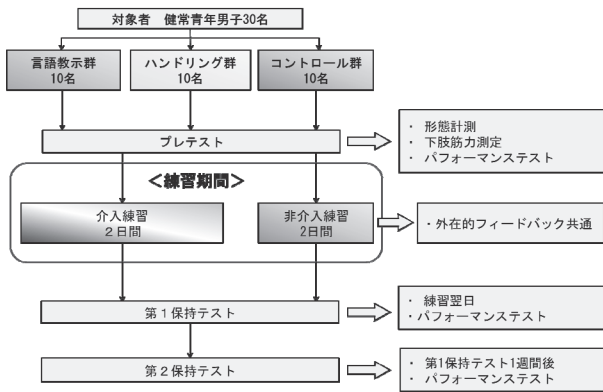 対象者　健常青年男子30名
言語教示群
10名
ハンドリング群
10名
コントロール群
10名
プレテスト
・ 形態計測
・ 下肢筋力測定
・ パフォーマンステスト
＜練習期間＞
介入練習
２日間
非介入練習
2日間
・外在的フィードバック共通
第１保持テスト
・ 練習翌日
・パフォーマンステスト
第２保持テスト
・ 第1保持テスト1週間後
・ パフォーマンステスト